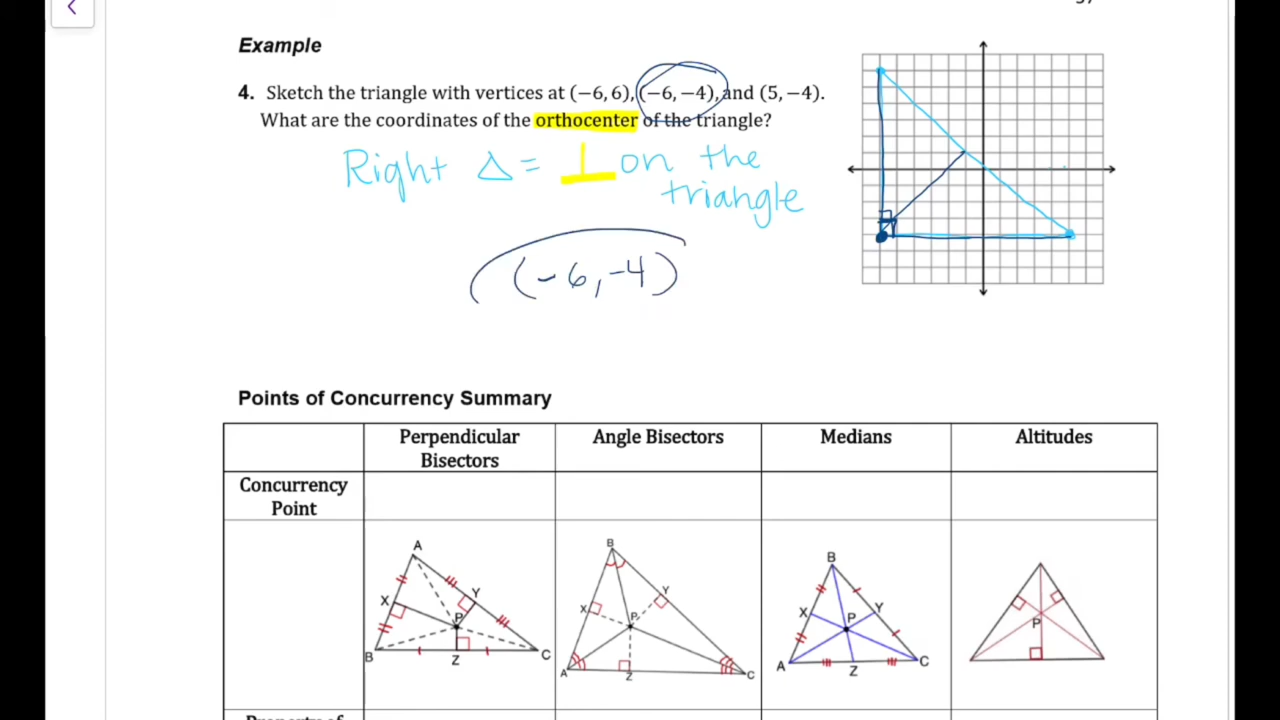 Example
4. Sketch the triangle with vertices at (−6, 6), (−6, −4), and (5, −4).
What are the coordinates of the orthocenter of the triangle?
Right △ = ⊥ on the
triangle
(-6,-4)
Points of Concurrency Summary
Perpendicular
Bisectors
Angle Bisectors
Medians
Altitudes
Concurrency
Point
A
X
Y
P
B
Z
C
B
X
Y
P
A
Z
C
B
X
Y
P
A
Z
C
P
Property of